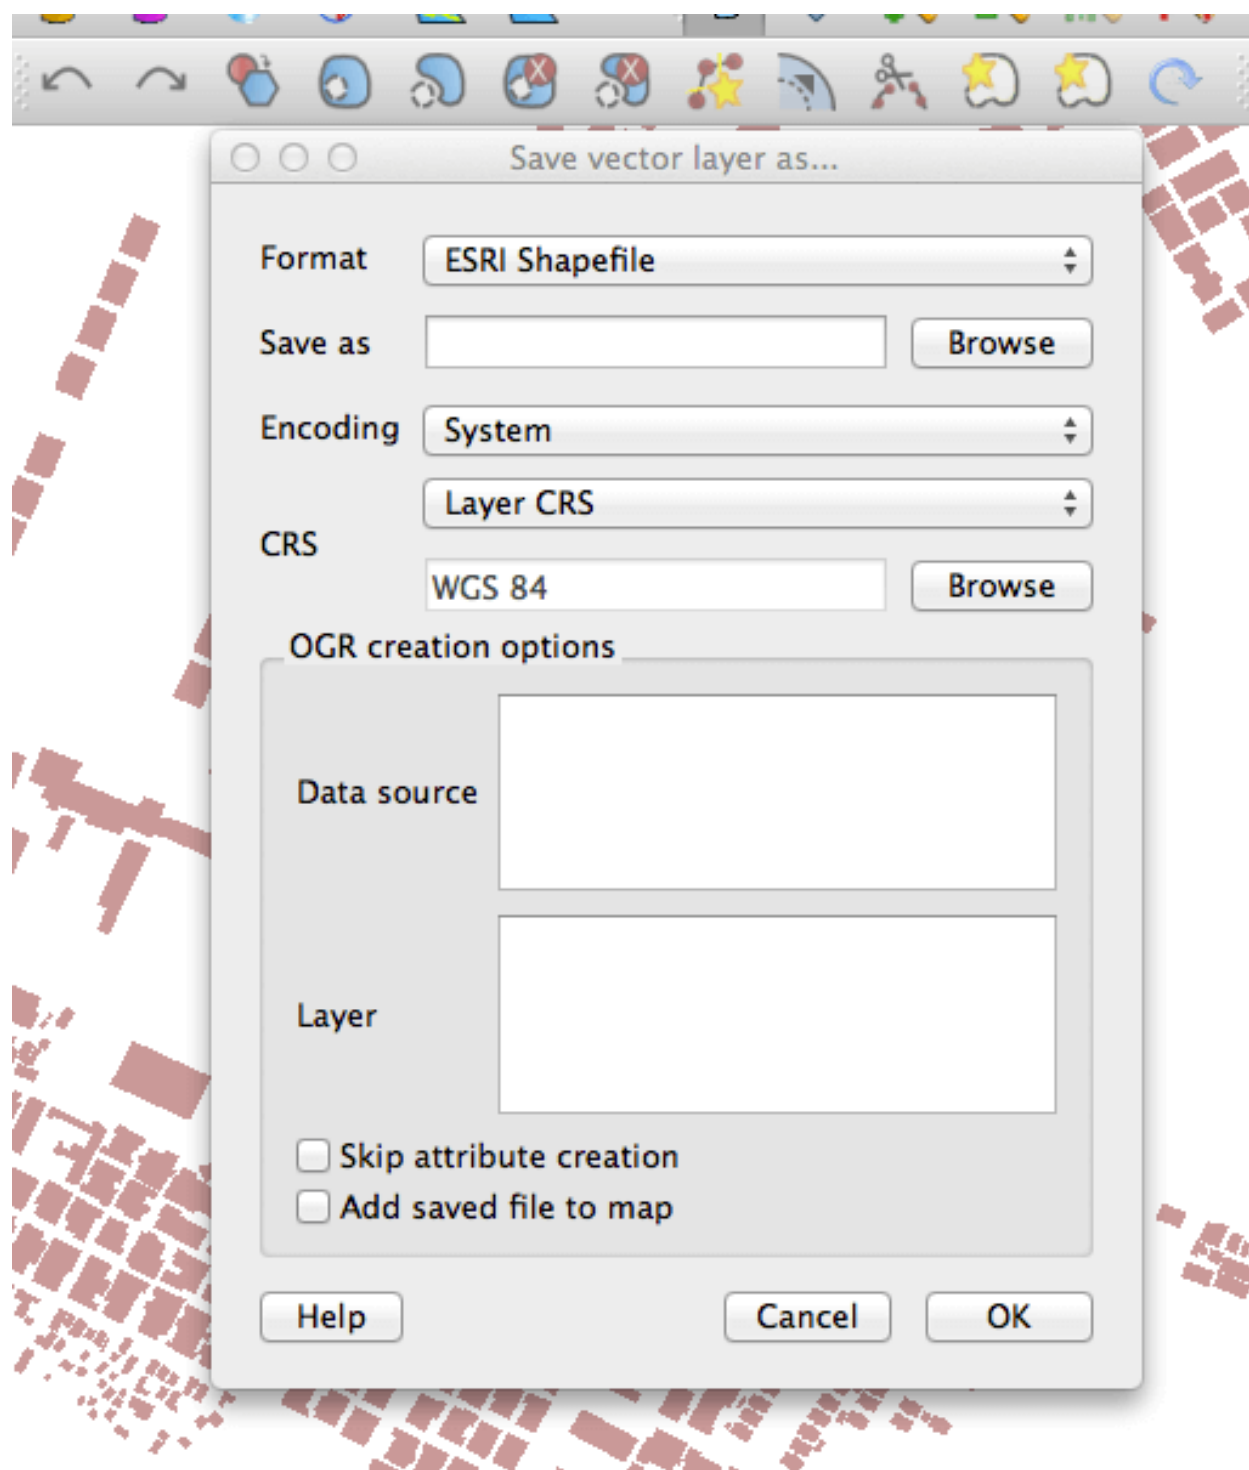 Save vector layer as...
Format ESRI Shapefile
Save as Browse
Encoding System
Layer CRS
CRS
WGS 84 Browse
OGR creation options
Data source
Layer
Skip attribute creation
Add saved file to map
Help Cancel OK